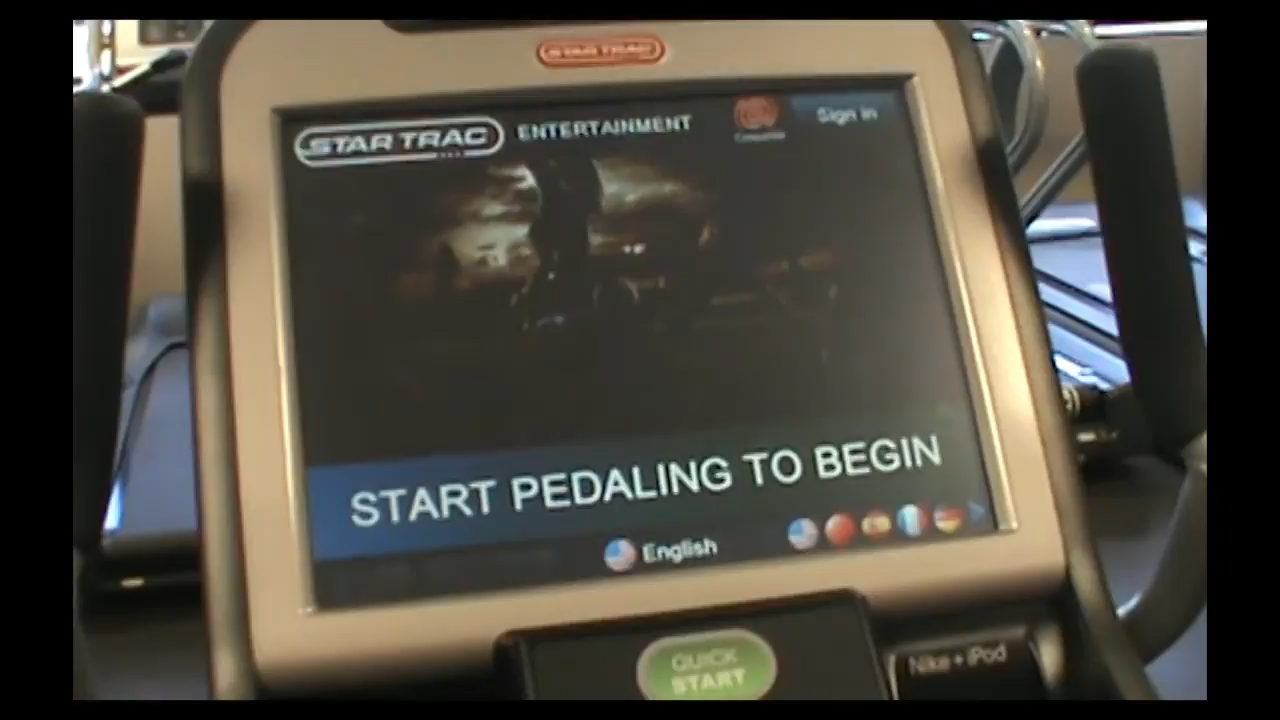 STAR TRAC
STAR TRAC ENTERTAINMENT
Sign in
START PEDALING TO BEGIN
English
QUICK
START
Nike + iPod